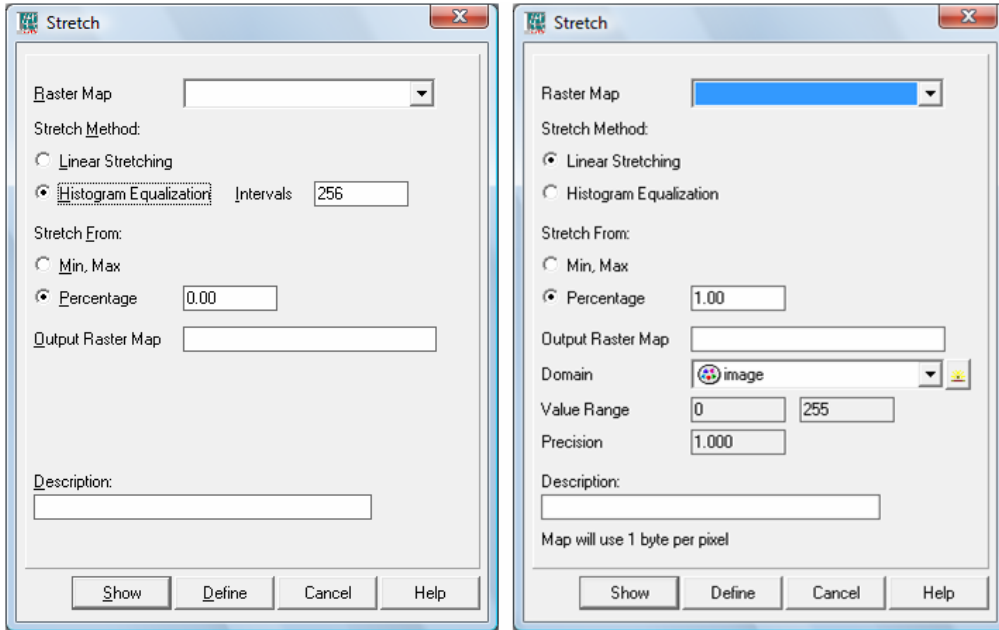 Stretch
Raster Map
Stretch Method:
Linear Stretching
Histogram Equalization Intervals 256
Stretch From:
Min, Max
Percentage 0.00
Output Raster Map
Description:
Show Define Cancel Help
Stretch
Raster Map
Stretch Method:
Linear Stretching
Histogram Equalization
Stretch From:
Min, Max
Percentage 1.00
Output Raster Map
Domain image
Value Range 0 255
Precision 1.000
Description:
Map will use 1 byte per pixel
Show Define Cancel Help